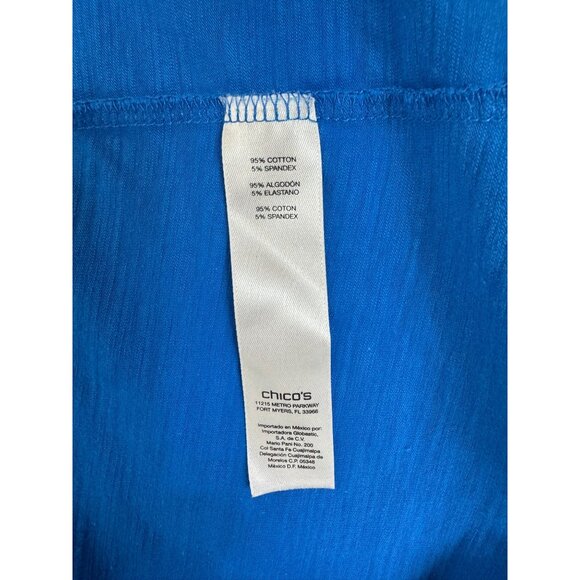 95% COTTON
5% SPANDEX
95% ALGODÓN
5% ELASTANO
95% COTON
5% SPANDEX
chico's
11215 METRO PARKWAY
FORT MYERS, FL 33966
Importado en México por:
Importadora Globastic,
S.A. de C.V.
Mario Pani No. 200
Col Santa Fe Cuajimalpa
Delegación Cuajimalpa de
Morelos C.P. 05348
México D.F. México